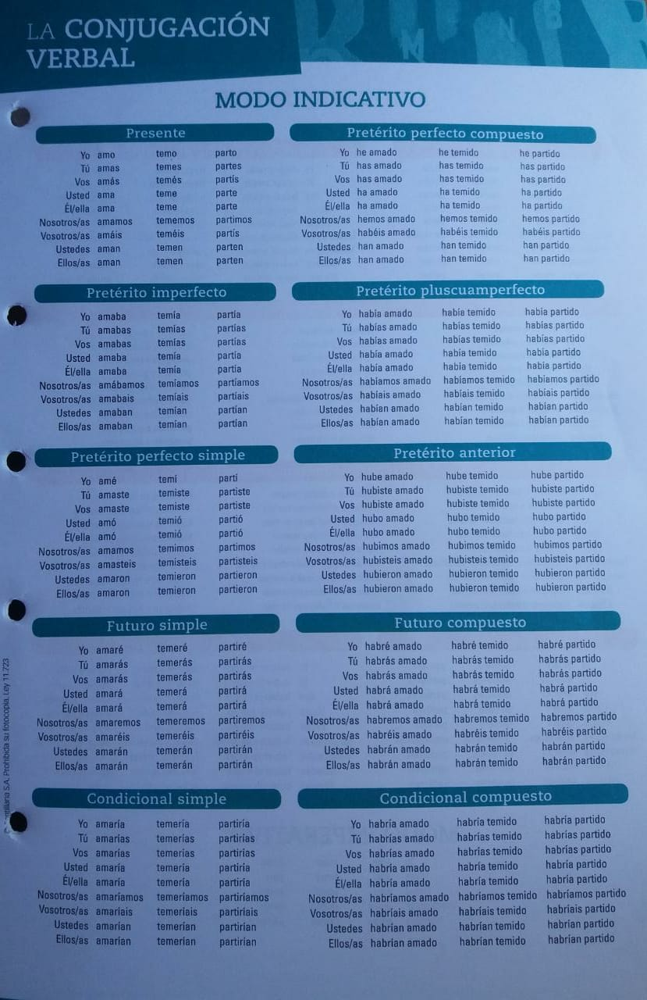 LA CONJUGACIÓN
VERBAL
MODO INDICATIVO
Presente
Yo amo temo parto
Tú amas temes partes
Vos amás temés partís
Usted ama teme parte
Él/ella ama teme parte
Nosotros/as amamos tememos partimos
Vosotros/as amáis teméis partís
Ustedes aman temen parten
Ellos/as aman temen parten
Pretérito perfecto compuesto
Yo he amado he temido he partido
Tú has amado has temido has partido
Vos has amado has temido has partido
Usted ha amado ha temido ha partido
Él/ella ha amado ha temido ha partido
Nosotros/as hemos amado hemos temido hemos partido
Vosotros/as habéis amado habéis temido habéis partido
Ustedes han amado han temido han partido
Ellos/as han amado han temido han partido
Pretérito imperfecto
Yo amaba temía partía
Tú amabas temías partías
Vos amabas temías partías
Usted amaba temía partía
Él/ella amaba temía partía
Nosotros/as amábamos temíamos partíamos
Vosotros/as amabais temíais partíais
Ustedes amaban temían partían
Ellos/as amaban temían partían
Pretérito pluscuamperfecto
Yo había amado había temido había partido
Tú habías amado habías temido habías partido
Vos habías amado habías temido habías partido
Usted había amado había temido había partido
Él/ella había amado había temido había partido
Nosotros/as habíamos amado habíamos temido habíamos partido
Vosotros/as habíais amado habíais temido habíais partido
Ustedes habían amado habían temido habían partido
Ellos/as habían amado habían temido habían partido
Pretérito perfecto simple
Yo amé temí partí
Tú amaste temiste partiste
Vos amaste temiste partiste
Usted amó temió partió
Él/ella amó temió partió
Nosotros/as amamos temimos partimos
Vosotros/as amasteis temisteis partisteis
Ustedes amaron temieron partieron
Ellos/as amaron temieron partieron
Pretérito anterior
Yo hube amado hube temido hube partido
Tú hubiste amado hubiste temido hubiste partido
Vos hubiste amado hubiste temido hubiste partido
Usted hubo amado hubo temido hubo partido
Él/ella hubo amado hubo temido hubo partido
Nosotros/as hubimos amado hubimos temido hubimos partido
Vosotros/as hubisteis amado hubisteis temido hubisteis partido
Ustedes hubieron amado hubieron temido hubieron partido
Ellos/as hubieron amado hubieron temido hubieron partido
Futuro simple
Yo amaré temeré partiré
Tú amarás temerás partirás
Vos amarás temerás partirás
Usted amará temerá partirá
Él/ella amará temerá partirá
Nosotros/as amaremos temeremos partiremos
Vosotros/as amaréis temeréis partiréis
Ustedes amarán temerán partirán
Ellos/as amarán temerán partirán
Futuro compuesto
Yo habré amado habré temido habré partido
Tú habrás amado habrás temido habrás partido
Vos habrás amado habrás temido habrás partido
Usted habrá amado habrá temido habrá partido
Él/ella habrá amado habrá temido habrá partido
Nosotros/as habremos amado habremos temido habremos partido
Vosotros/as habréis amado habréis temido habréis partido
Ustedes habrán amado habrán temido habrán partido
Ellos/as habrán amado habrán temido habrán partido
Condicional simple
Yo amaría temería partiría
Tú amarías temerías partirías
Vos amarías temerías partirías
Usted amaría temería partiría
Él/ella amaría temería partiría
Nosotros/as amaríamos temeríamos partiríamos
Vosotros/as amaríais temeríais partiríais
Ustedes amarían temerían partirían
Ellos/as amarían temerían partirían
Condicional compuesto
Yo habría amado habría temido habría partido
Tú habrías amado habrías temido habrías partido
Vos habrías amado habrías temido habrías partido
Usted habría amado habría temido habría partido
Él/ella habría amado habría temido habría partido
Nosotros/as habríamos amado habríamos temido habríamos partido
Vosotros/as habríais amado habríais temido habríais partido
Ustedes habrían amado habrían temido habrían partido
Ellos/as habrían amado habrían temido habrían partido
S.A. Prohibida su fotocopia. Ley 11.723